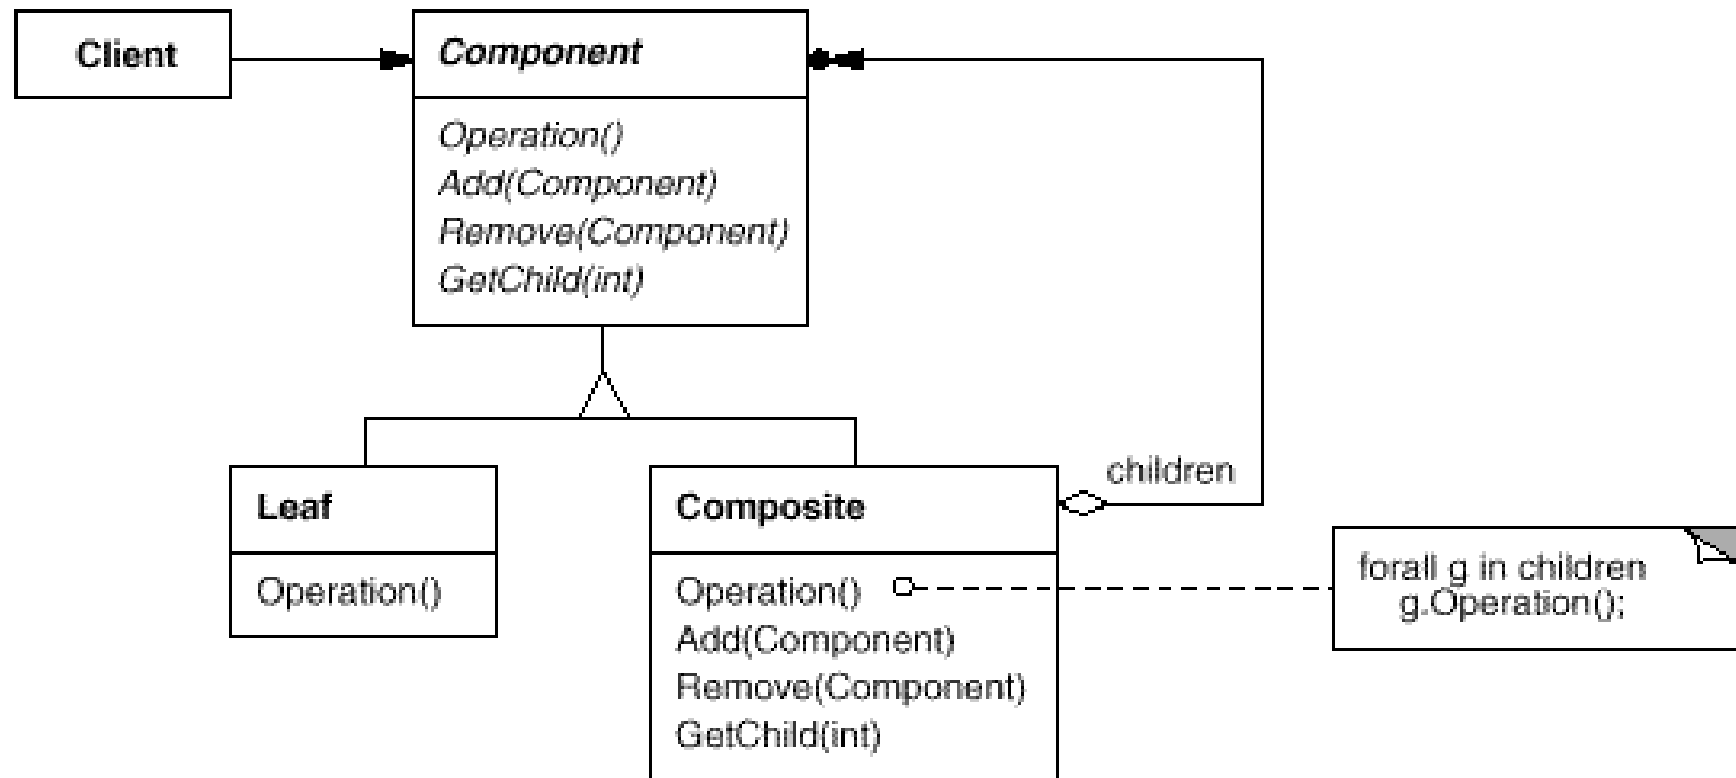 Client
Component
Operation()
Add(Component)
Remove(Component)
GetChild(int)
Leaf
Operation()
Composite
children
Operation()
Add(Component)
Remove(Component)
GetChild(int)
forall g in children
g.Operation();